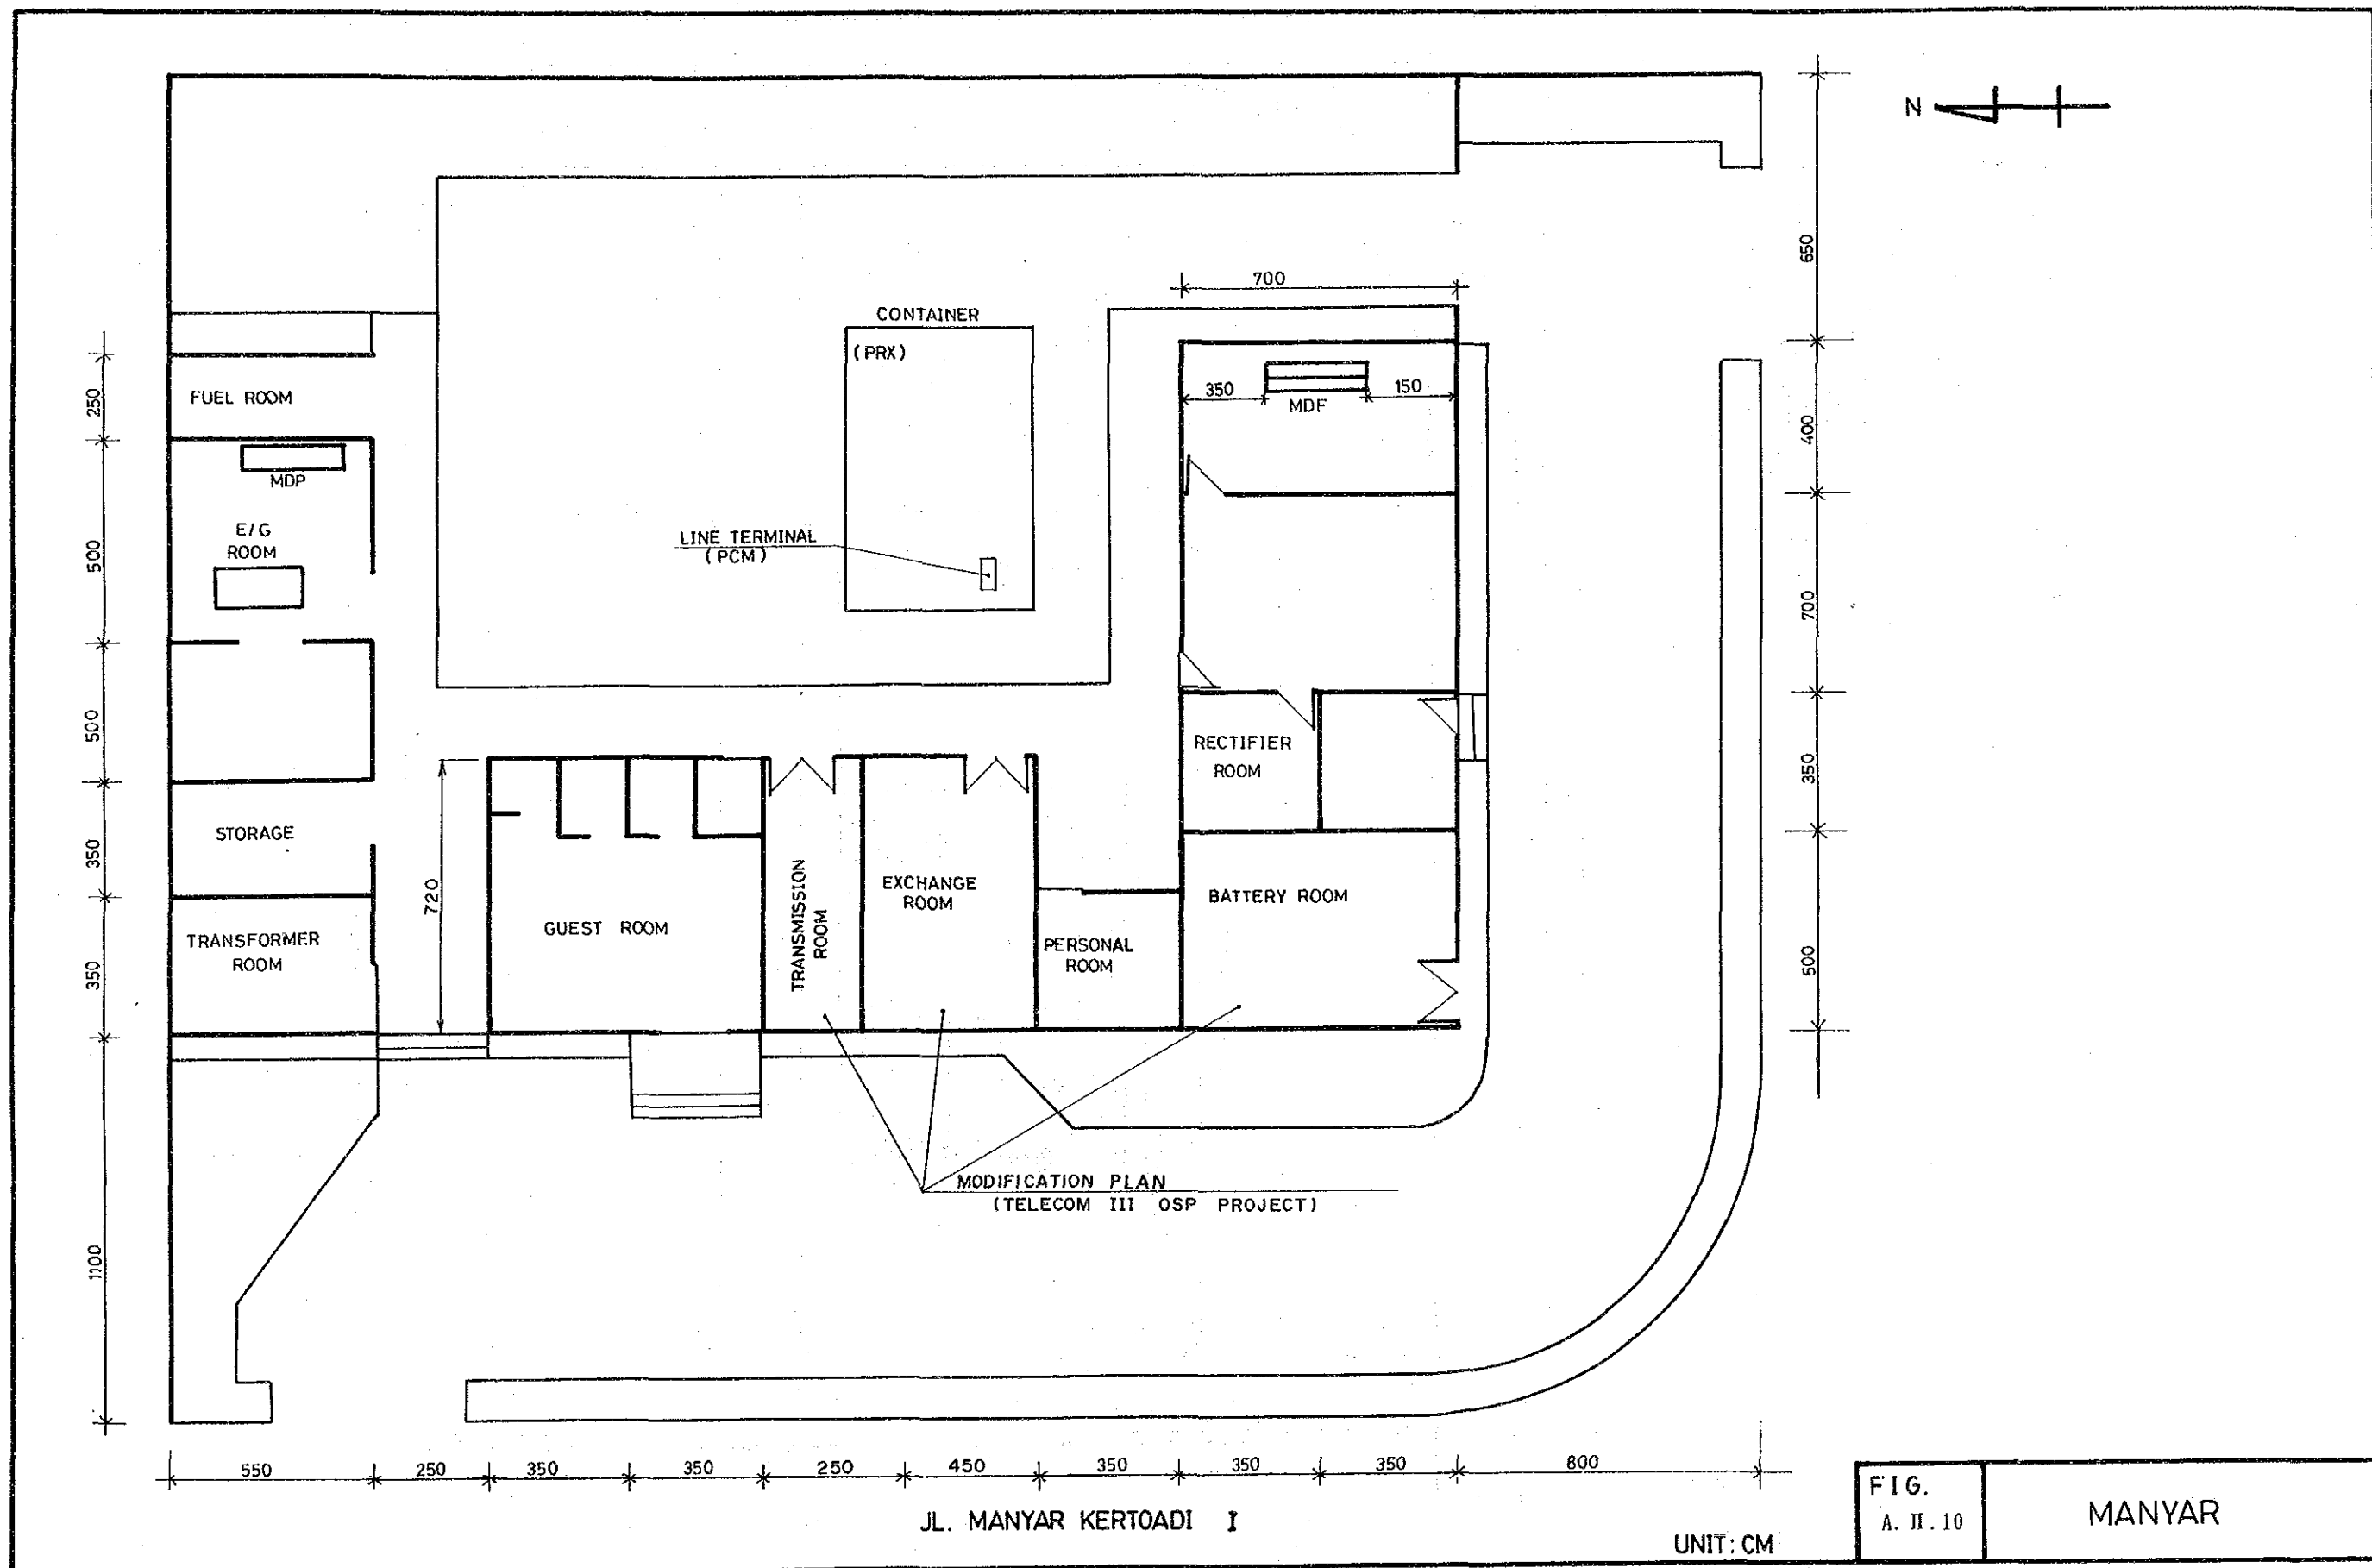 N
650
700
CONTAINER
(PRX)
350
150
MDF
250
FUEL ROOM
400
MDP
E/G
ROOM
500
LINE TERMINAL
(PCM)
700
500
RECTIFIER
ROOM
350
STORAGE
350
720
GUEST ROOM
TRANSMISSION
ROOM
EXCHANGE
ROOM
BATTERY ROOM
TRANSFORMER
ROOM
350
PERSONAL
ROOM
500
MODIFICATION PLAN
(TELECOM III OSP PROJECT)
1100
550
250
350
350
250
450
350
350
350
800
JL. MANYAR KERTOADI I
UNIT: CM
FIG.
A. II. 10
MANYAR